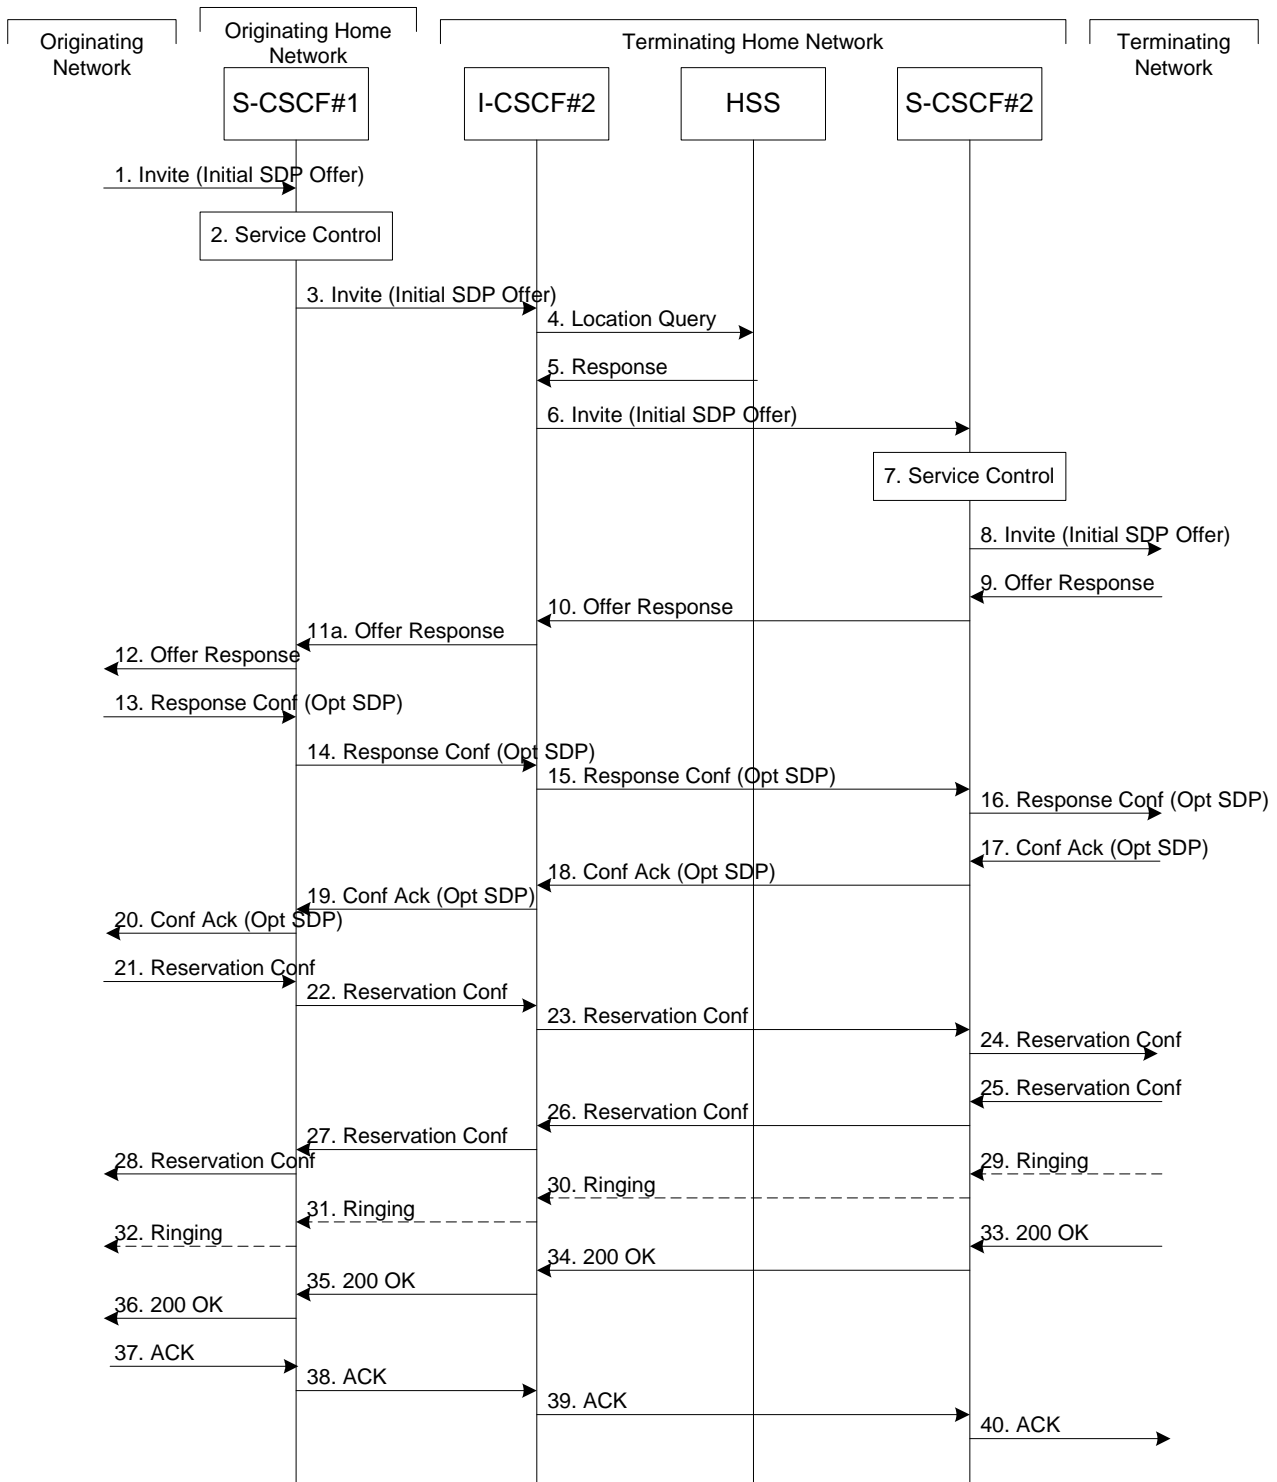 Originating
Network
Originating Home
Network
Terminating Home Network
Terminating
Network
S-CSCF#1
I-CSCF#2
HSS
S-CSCF#2
1. Invite (Initial SDP Offer)
2. Service Control
3. Invite (Initial SDP Offer)
4. Location Query
5. Response
6. Invite (Initial SDP Offer)
7. Service Control
8. Invite (Initial SDP Offer)
9. Offer Response
10. Offer Response
11a. Offer Response
12. Offer Response
13. Response Conf (Opt SDP)
14. Response Conf (Opt SDP)
15. Response Conf (Opt SDP)
16. Response Conf (Opt SDP)
17. Conf Ack (Opt SDP)
18. Conf Ack (Opt SDP)
19. Conf Ack (Opt SDP)
20. Conf Ack (Opt SDP)
21. Reservation Conf
22. Reservation Conf
23. Reservation Conf
24. Reservation Conf
25. Reservation Conf
26. Reservation Conf
27. Reservation Conf
28. Reservation Conf
29. Ringing
30. Ringing
31. Ringing
32. Ringing
33. 200 OK
34. 200 OK
35. 200 OK
36. 200 OK
37. ACK
38. ACK
39. ACK
40. ACK